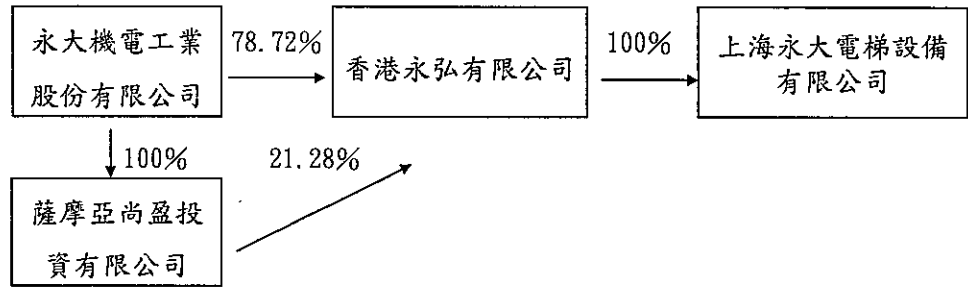 永大機電工業
股份有限公司
78.72%
香港永弘有限公司
100%
上海永大電梯設備
有限公司
100%
21.28%
薩摩亞尚盈投
資有限公司